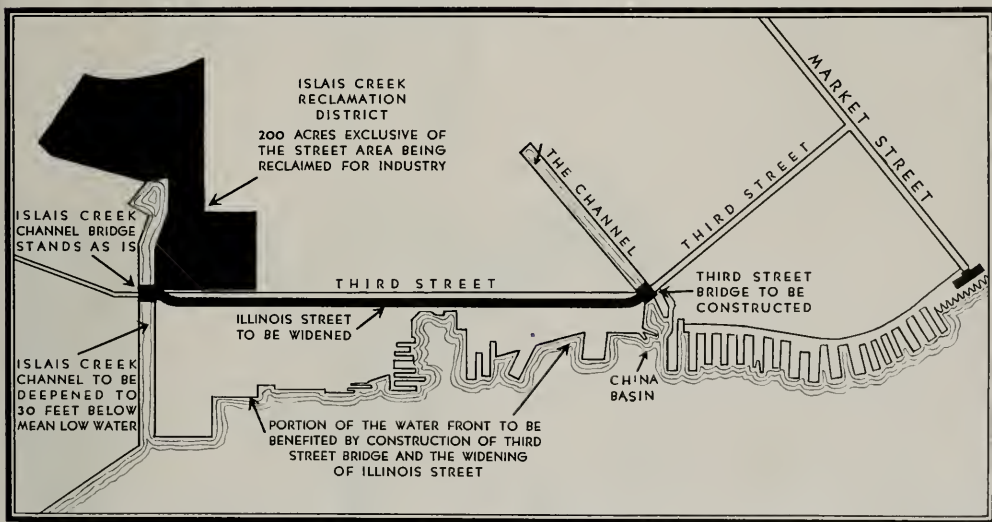 ISLAIS CREEK
RECLAMATION
DISTRICT
200 ACRES EXCLUSIVE OF
THE STREET AREA BEING
RECLAIMED FOR INDUSTRY
MARKET STREET
THE CHANNEL
THIRD STREET
ISLAIS CREEK
CHANNEL BRIDGE
STANDS AS IS
THIRD STREET
THIRD STREET
BRIDGE TO BE
CONSTRUCTED
ILLINOIS STREET
TO BE WIDENED
ISLAIS CREEK
CHANNEL TO BE
DEEPENED TO
30 FEET BELOW
MEAN LOW WATER
CHINA
BASIN
PORTION OF THE WATER FRONT TO BE
BENEFITED BY CONSTRUCTION OF THIRD
STREET BRIDGE AND THE WIDENING
OF ILLINOIS STREET